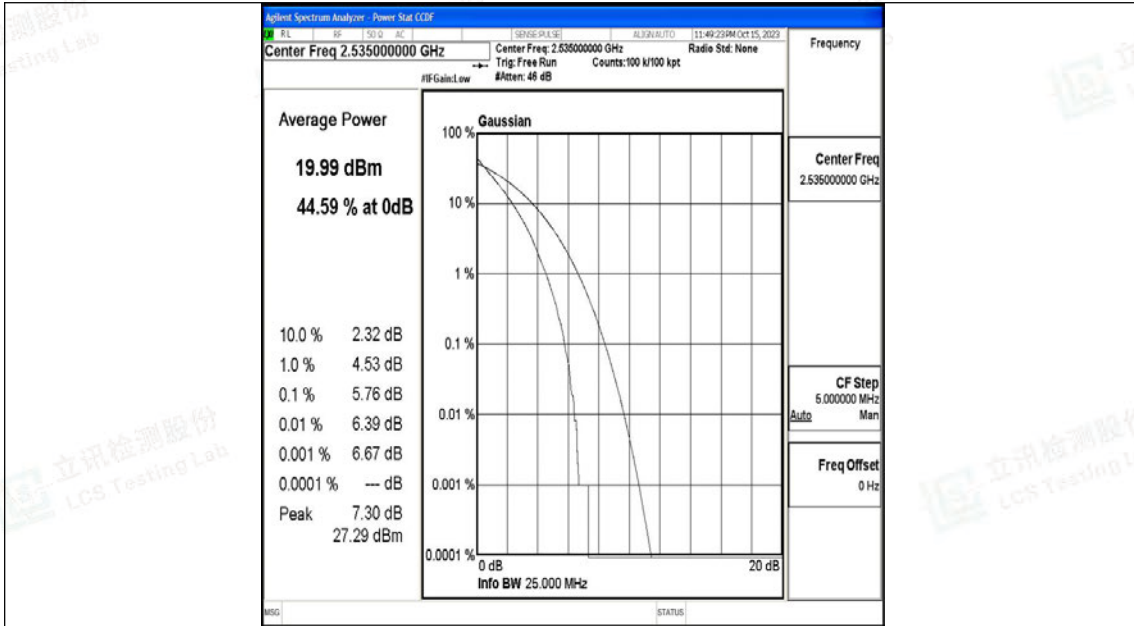 Agilent Spectrum Analyzer - Power Stat CCDF
RL RF 50 Ω AC SENSE:PULSE ALIGNAUTO 11:49:23 PM Oct 15, 2023
Center Freq 2.535000000 GHz
Center Freq: 2.535000000 GHz Radio Std: None
Trig: Free Run Counts:100 k/100 kpt
#IFGain:Low #Atten: 46 dB
Frequency
Average Power
19.99 dBm
44.59 % at 0dB
10.0 % 2.32 dB
1.0 % 4.53 dB
0.1 % 5.76 dB
0.01 % 6.39 dB
0.001 % 6.67 dB
0.0001 % --- dB
Peak 7.30 dB
27.29 dBm
Gaussian
100 %
10 %
1 %
0.1 %
0.01 %
0.001 %
0.0001 %
0 dB 20 dB
Info BW 25.000 MHz
Center Freq
2.535000000 GHz
CF Step
5.000000 MHz
Auto Man
Freq Offset
0 Hz
MSG STATUS
立讯检测股份
LCS Testing Lab
立讯检测股份